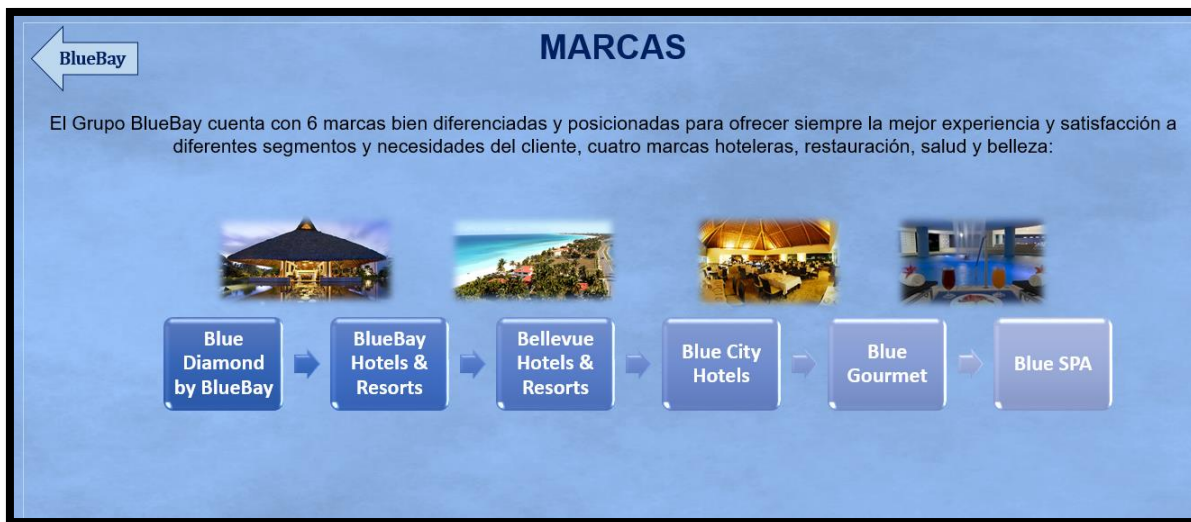 BlueBay
MARCAS
El Grupo BlueBay cuenta con 6 marcas bien diferenciadas y posicionadas para ofrecer siempre la mejor experiencia y satisfacción a
diferentes segmentos y necesidades del cliente, cuatro marcas hoteleras, restauración, salud y belleza:
Blue
Diamond
by BlueBay
BlueBay
Hotels &
Resorts
Bellevue
Hotels &
Resorts
Blue City
Hotels
Blue
Gourmet
Blue SPA